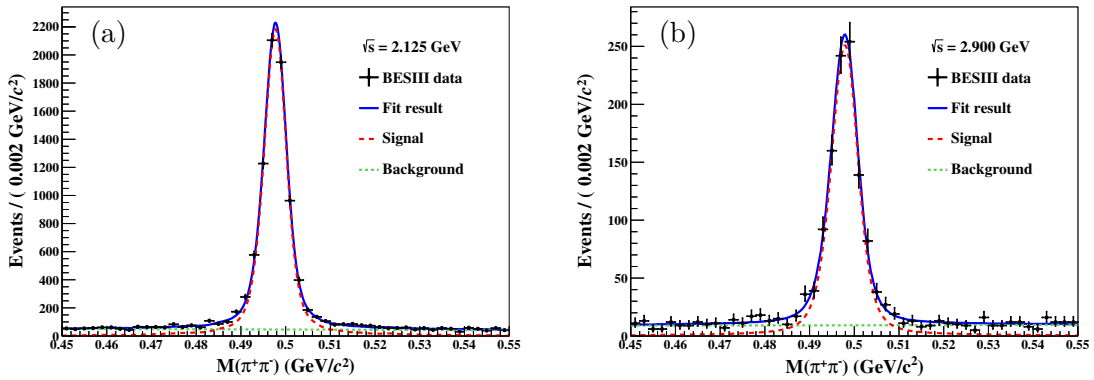 (a)
√s = 2.125 GeV
BESIII data
Fit result
Signal
Background
Events / ( 0.002 GeV/c²)
2200
2000
1800
1600
1400
1200
1000
800
600
400
200
0
0.45 0.46 0.47 0.48 0.49 0.5 0.51 0.52 0.53 0.54 0.55
M(π⁺π⁻) (GeV/c²)
(b)
√s = 2.900 GeV
BESIII data
Fit result
Signal
Background
Events / ( 0.002 GeV/c²)
250
200
150
100
50
0
0.45 0.46 0.47 0.48 0.49 0.5 0.51 0.52 0.53 0.54 0.55
M(π⁺π⁻) (GeV/c²)